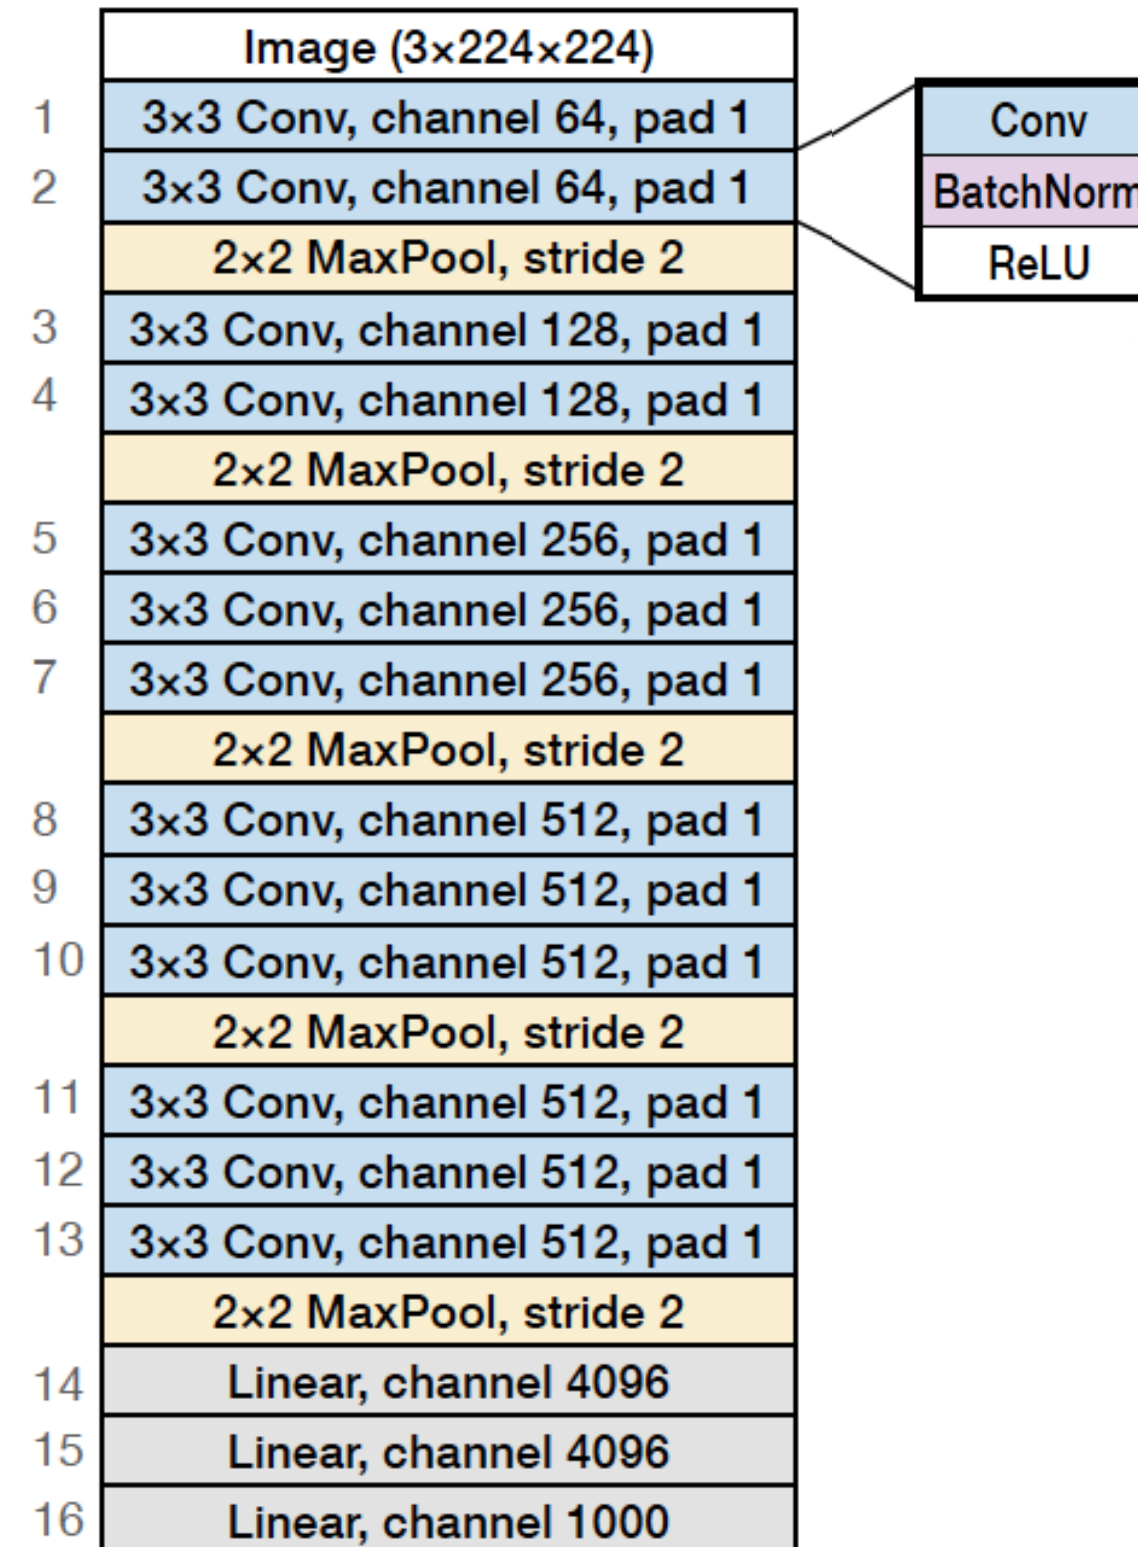 Image (3×224×224)
1 3×3 Conv, channel 64, pad 1
2 3×3 Conv, channel 64, pad 1
2×2 MaxPool, stride 2
3 3×3 Conv, channel 128, pad 1
4 3×3 Conv, channel 128, pad 1
2×2 MaxPool, stride 2
5 3×3 Conv, channel 256, pad 1
6 3×3 Conv, channel 256, pad 1
7 3×3 Conv, channel 256, pad 1
2×2 MaxPool, stride 2
8 3×3 Conv, channel 512, pad 1
9 3×3 Conv, channel 512, pad 1
10 3×3 Conv, channel 512, pad 1
2×2 MaxPool, stride 2
11 3×3 Conv, channel 512, pad 1
12 3×3 Conv, channel 512, pad 1
13 3×3 Conv, channel 512, pad 1
2×2 MaxPool, stride 2
14 Linear, channel 4096
15 Linear, channel 4096
16 Linear, channel 1000
Conv
BatchNorm
ReLU